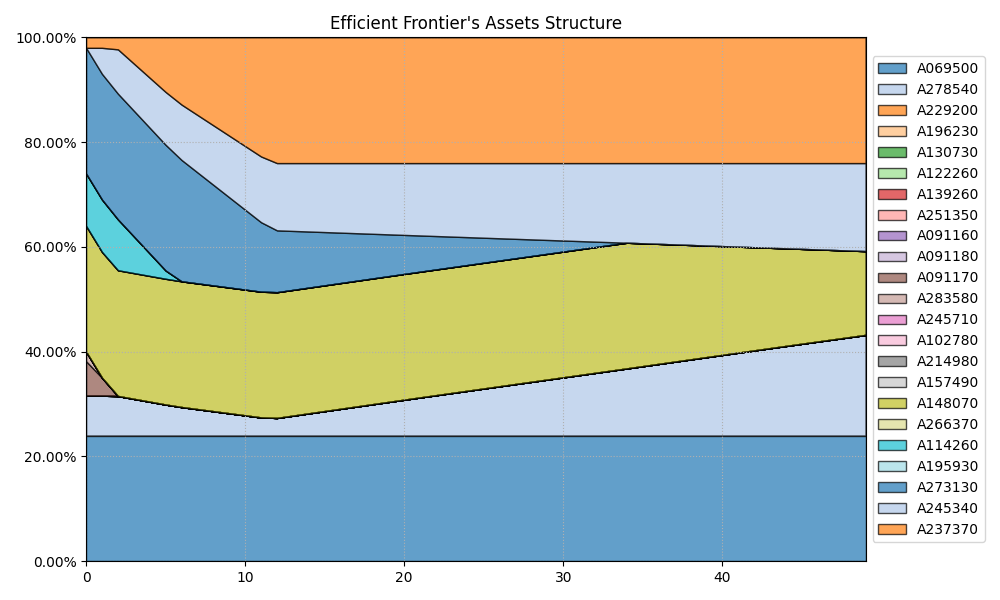 Efficient Frontier's Assets Structure
100.00%
80.00%
60.00%
40.00%
20.00%
0.00%
0
10
20
30
40
A069500
A278540
A229200
A196230
A130730
A122260
A139260
A251350
A091160
A091180
A091170
A283580
A245710
A102780
A214980
A157490
A148070
A266370
A114260
A195930
A273130
A245340
A237370